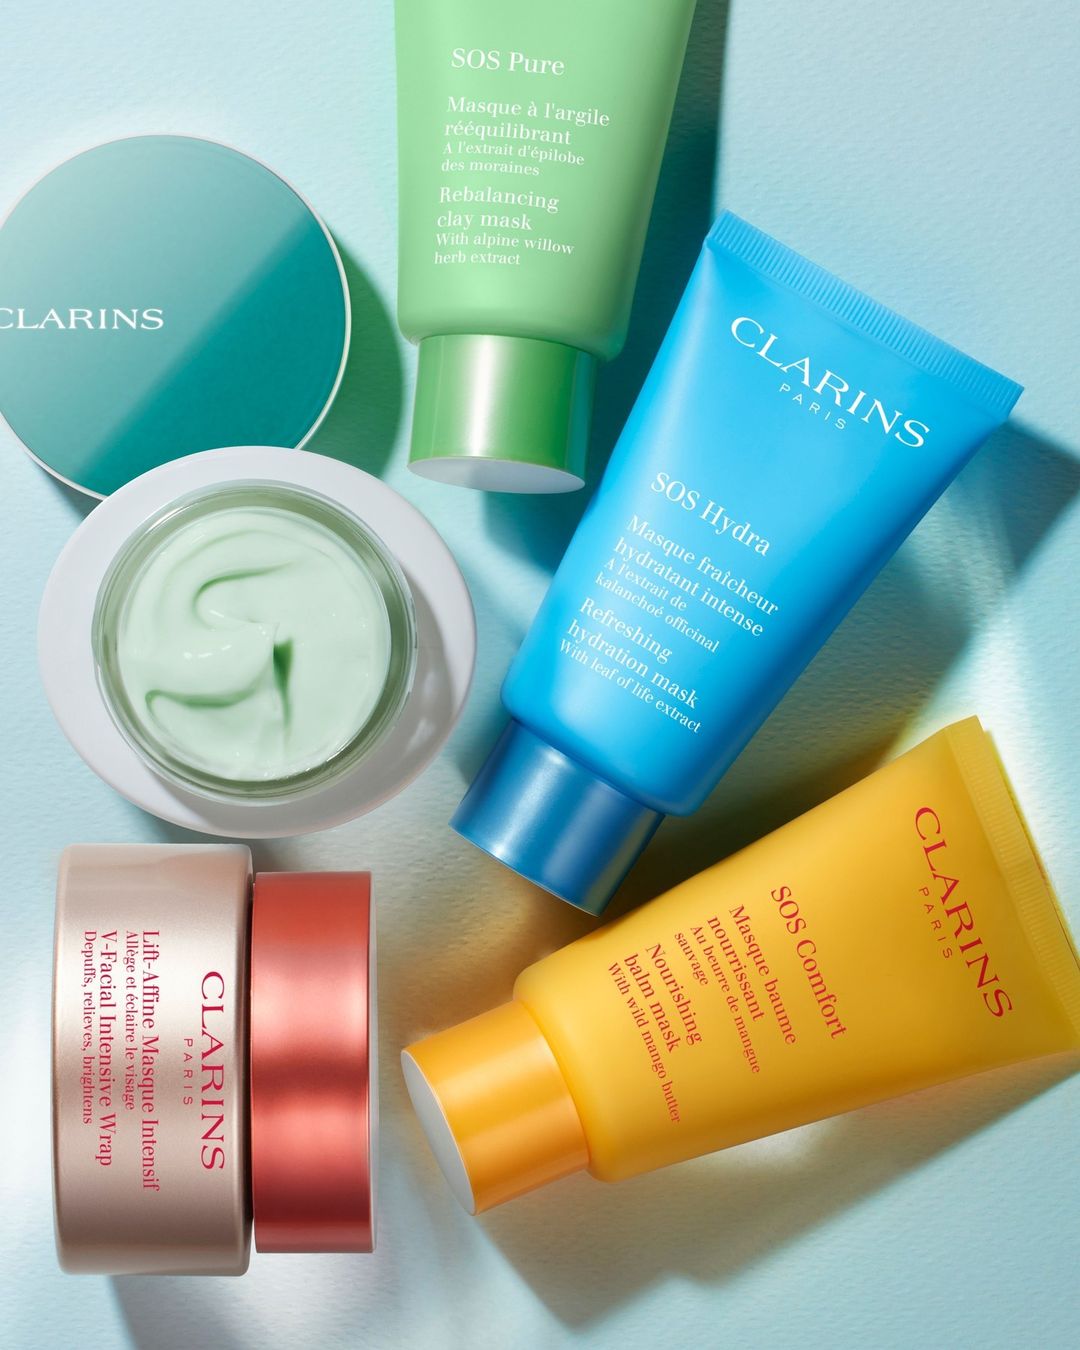 SOS Pure
Masque à l'argile
rééquilibrant
A l'extrait d'épilobe
des moraines
Rebalancing
clay mask
With alpine willow
herb extract
CLARINS
CLARINS
PARIS
SOS Hydra
Masque fraîcheur
hydratant intense
A l'extrait de
kalanchoé officinal
Refreshing
hydration mask
With leaf of life extract
CLARINS
PARIS
SOS Comfort
Masque baume
nourrissant
Au beurre de mangue
sauvage
Nourishing
balm mask
With wild mango butter
CLARINS
PARIS
Lift-Affine Masque Intensif
Allège et éclaire le visage
V-Facial Intensive Wrap
Depuffs, relieves, brightens